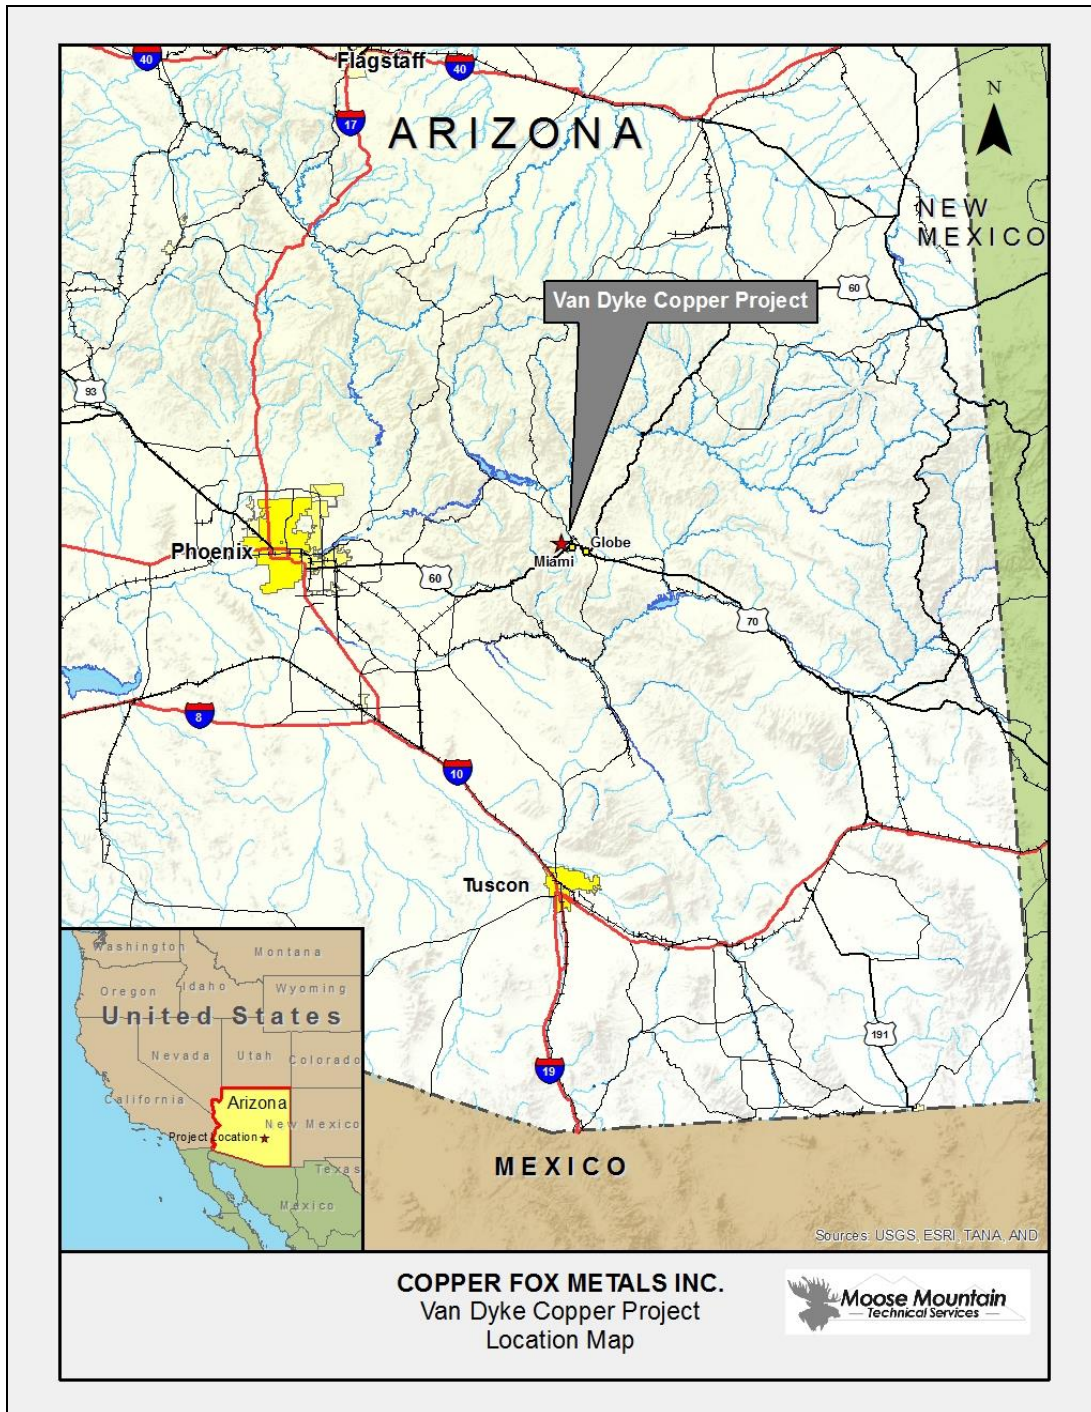 40
Flagstaff
40
17
ARIZONA
N
NEW
MEXICO
Van Dyke Copper Project
60
93
Phoenix
Globe
Miami
60
70
8
10
Tuscon
191
19
MEXICO
Washington
Montana
Oregon
Idaho
Wyoming
United States
Nevada
Utah
Colorado
California
Arizona
New Mexico
Project Location
Texas
Mexico
Sources: USGS, ESRI, TANA, AND
COPPER FOX METALS INC.
Van Dyke Copper Project
Location Map
Moose Mountain
Technical Services